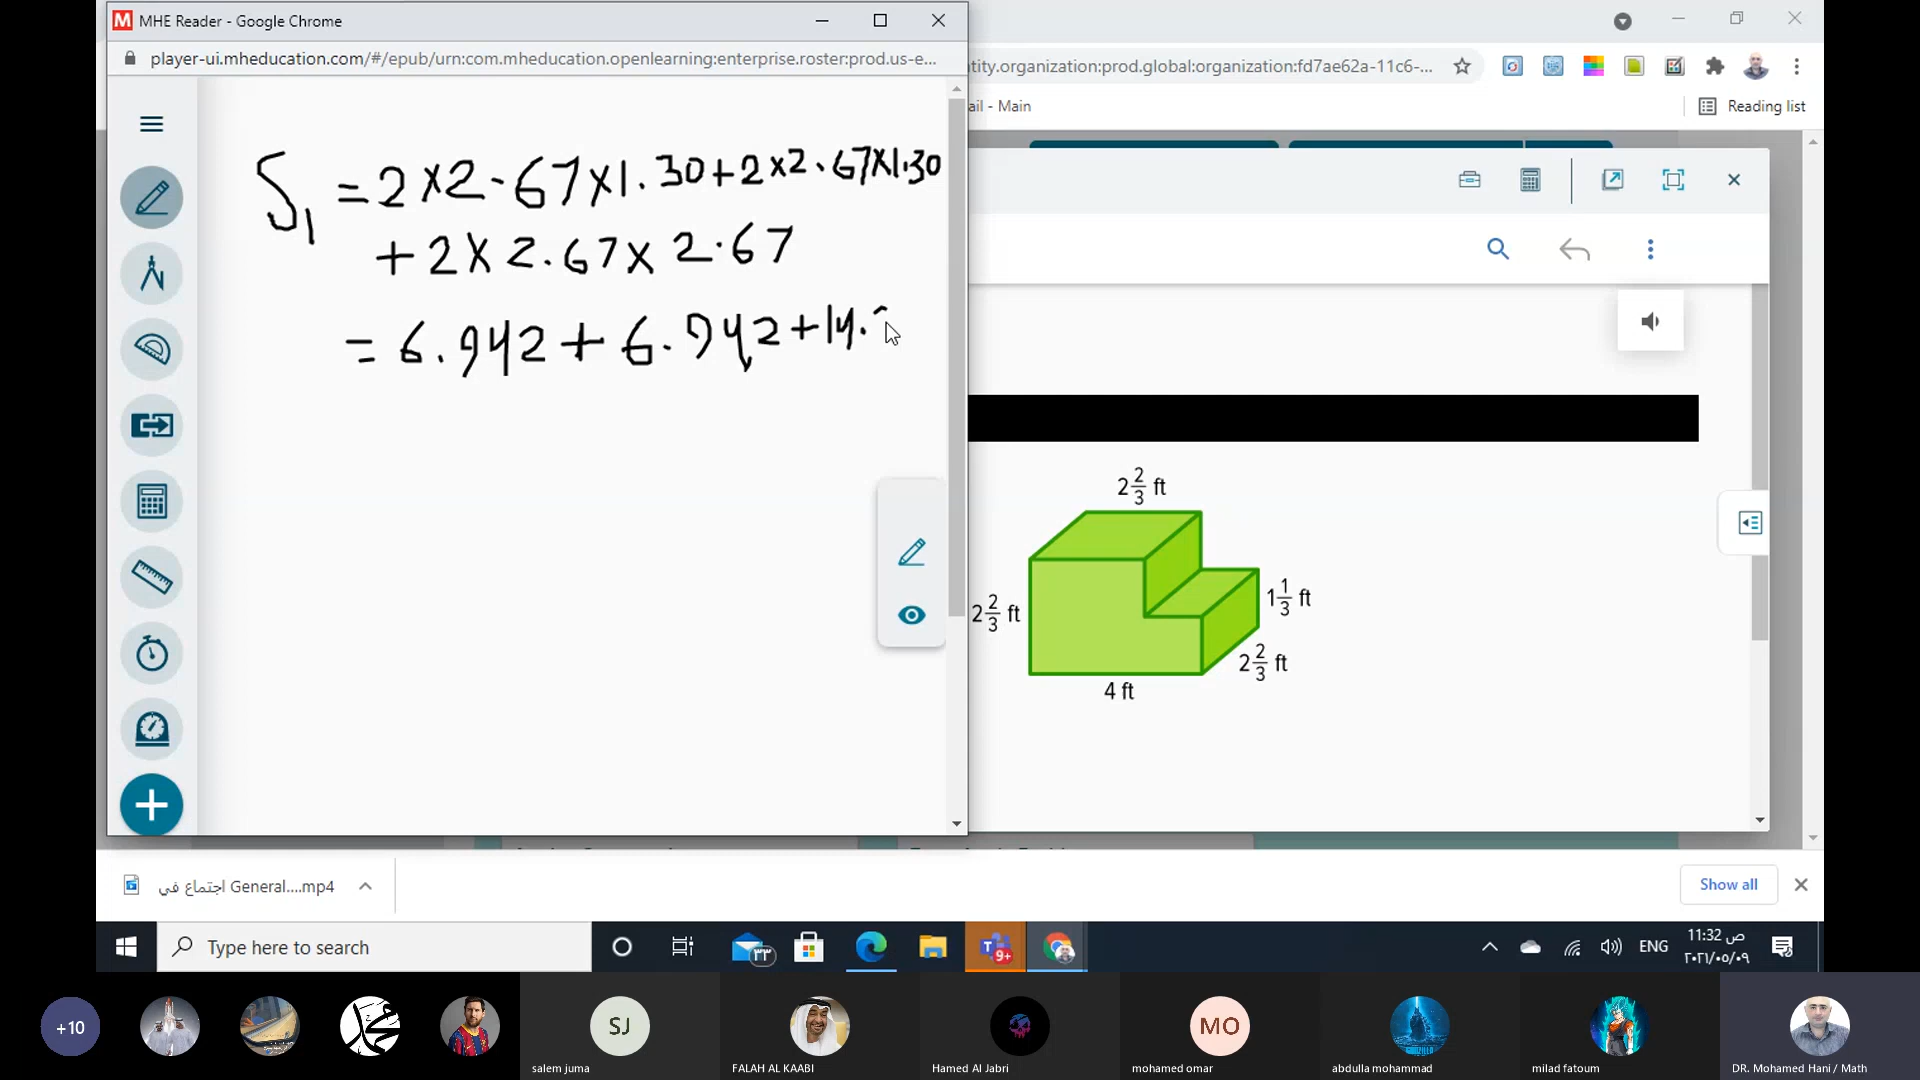 MHE Reader - Google Chrome
player-ui.mheducation.com/#/epub/urn:com.mheducation.openlearning:enterprise.roster:prod.us-e...
tity.organization:prod.global:organization:fd7ae62a-11c6-...
ail - Main
Reading list
S1 = 2 × 2.67 × 1.30 + 2 × 2.67 × 1.30
+ 2 × 2.67 × 2.67
= 6.942 + 6.942 + 14.
2 2/3 ft
2 2/3 ft
1 1/3 ft
2 2/3 ft
4 ft
اجتماع في General....mp4
Show all
Type here to search
٣٣
9+
ENG
11:32 ص
٢٠٢١/٠٥/٠٩
+10
SJ
MO
salem juma
FALAH AL KAABI
Hamed Al Jabri
mohamed omar
abdulla mohammad
milad fatoum
DR. Mohamed Hani / Math